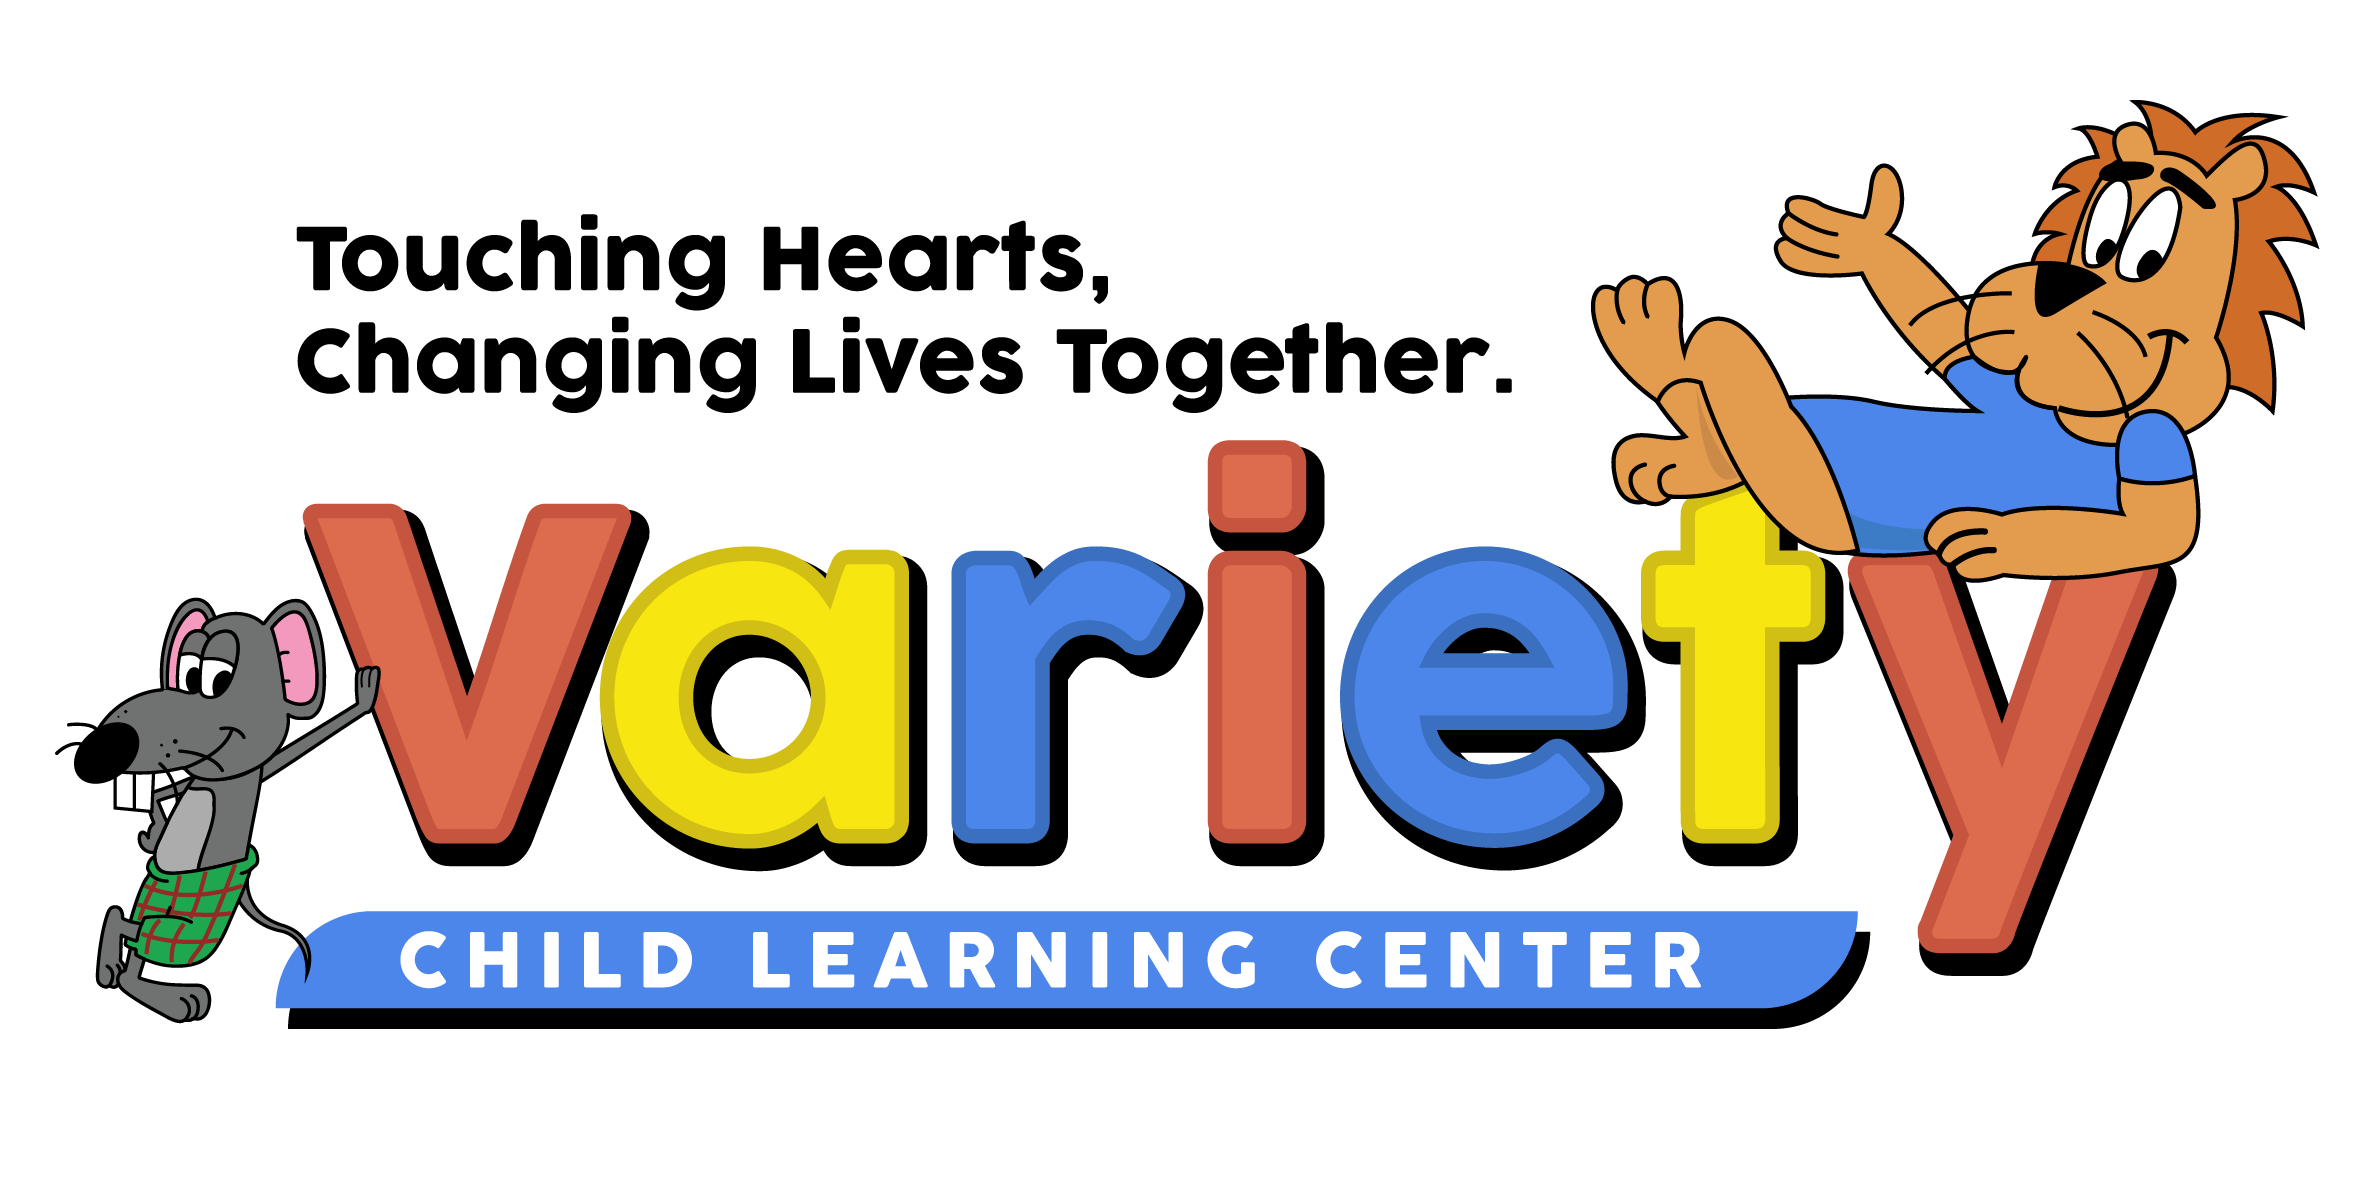 Touching Hearts,
Changing Lives Together.
Variety
CHILD LEARNING CENTER